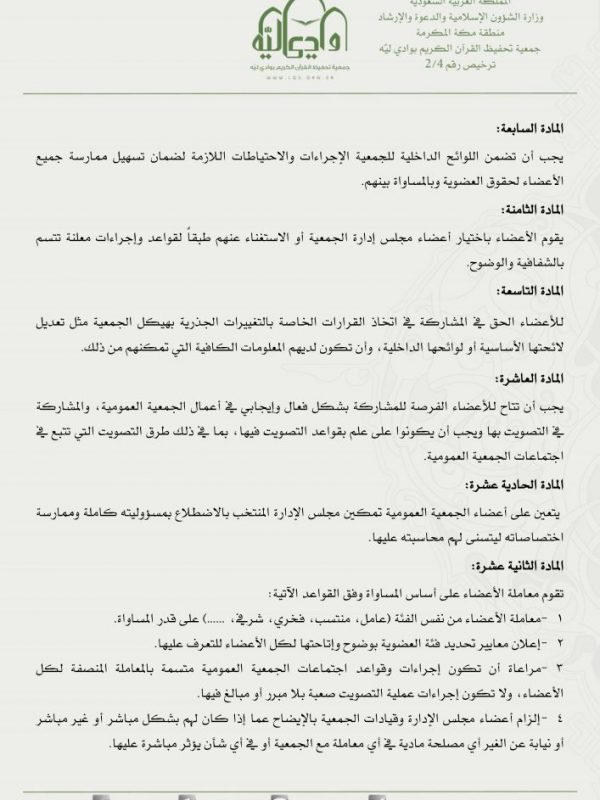 المملكة العربية السعودية
وزارة الشؤون الإسلامية والدعوة والإرشاد
منطقة مكة المكرمة
جمعية تحفيظ القرآن الكريم بوادي ليّه
ترخيص رقم 2/4
وادي ليّه
جمعية تحفيظ القرآن الكريم بوادي ليّه
WWW.LQS.ORG.SA
المادة السابعة:
يجب أن تضمن اللوائح الداخلية للجمعية الإجراءات والاحتياطات اللازمة لضمان تسهيل ممارسة جميع
الأعضاء لحقوق العضوية وبالمساواة بينهم.
المادة الثامنة:
يقوم الأعضاء باختيار أعضاء مجلس إدارة الجمعية أو الاستغناء عنهم طبقاً لقواعد وإجراءات معلنة تتسم
بالشفافية والوضوح.
المادة التاسعة:
للأعضاء الحق في المشاركة في اتخاذ القرارات الخاصة بالتغييرات الجذرية بهيكل الجمعية مثل تعديل
لائحتها الأساسية أو لوائحها الداخلية، وأن تكون لديهم المعلومات الكافية التي تمكنهم من ذلك.
المادة العاشرة:
يجب أن تتاح للأعضاء الفرصة للمشاركة بشكل فعال وإيجابي في أعمال الجمعية العمومية، والمشاركة
في التصويت بها ويجب أن يكونوا على علم بقواعد التصويت فيها، بما في ذلك طرق التصويت التي تتبع في
اجتماعات الجمعية العمومية.
المادة الحادية عشرة:
يتعين على أعضاء الجمعية العمومية تمكين مجلس الإدارة المنتخب بالاضطلاع بمسؤوليته كاملة وممارسة
اختصاصاته ليتسنى لهم محاسبته عليها.
المادة الثانية عشرة:
تقوم معاملة الأعضاء على أساس المساواة وفق القواعد الآتية:
١ -معاملة الأعضاء من نفس الفئة (عامل، منتسب، فخري، شرفي، ......) على قدر المساواة.
٢ -إعلان معايير تحديد فئة العضوية بوضوح وإتاحتها لكل الأعضاء للتعرف عليها.
٣ -مراعاة أن تكون إجراءات وقواعد اجتماعات الجمعية العمومية متسمة بالمعاملة المنصفة لكل
الأعضاء، ولا تكون إجراءات عملية التصويت صعبة بلا مبرر أو مبالغ فيها.
٤ -إلزام أعضاء مجلس الإدارة وقيادات الجمعية بالإيضاح عما إذا كان لهم بشكل مباشر أو غير مباشر
أو نيابة عن الغير أي مصلحة مادية في أي معاملة مع الجمعية أو في أي شأن يؤثر مباشرة عليها.